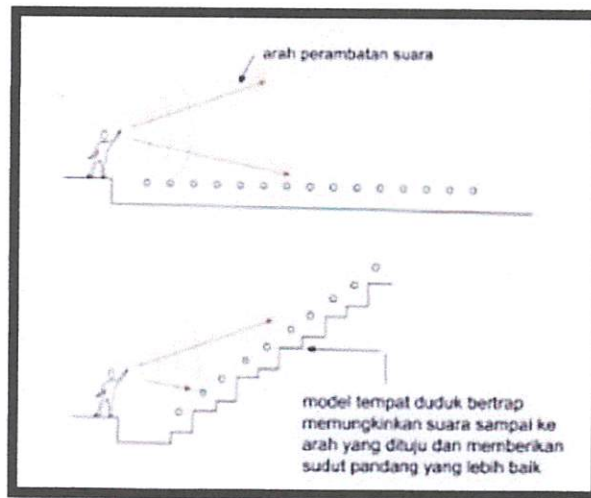 arah perambatan suara
model tempat duduk bertrap
memungkinkan suara sampai ke
arah yang dituju dan memberikan
sudut pandang yang lebih baik